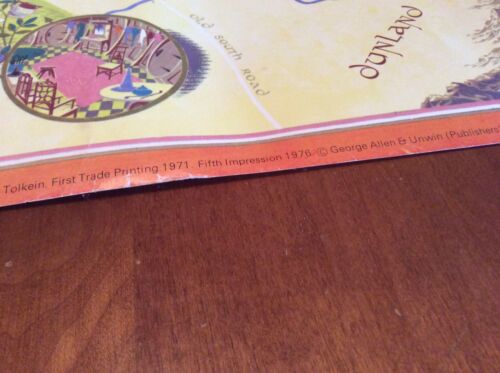 OLD SOUTH ROAD
DUNLAND
Tolkein. First Trade Printing 1971. Fifth Impression 1976. © George Allen & Unwin (Publishers